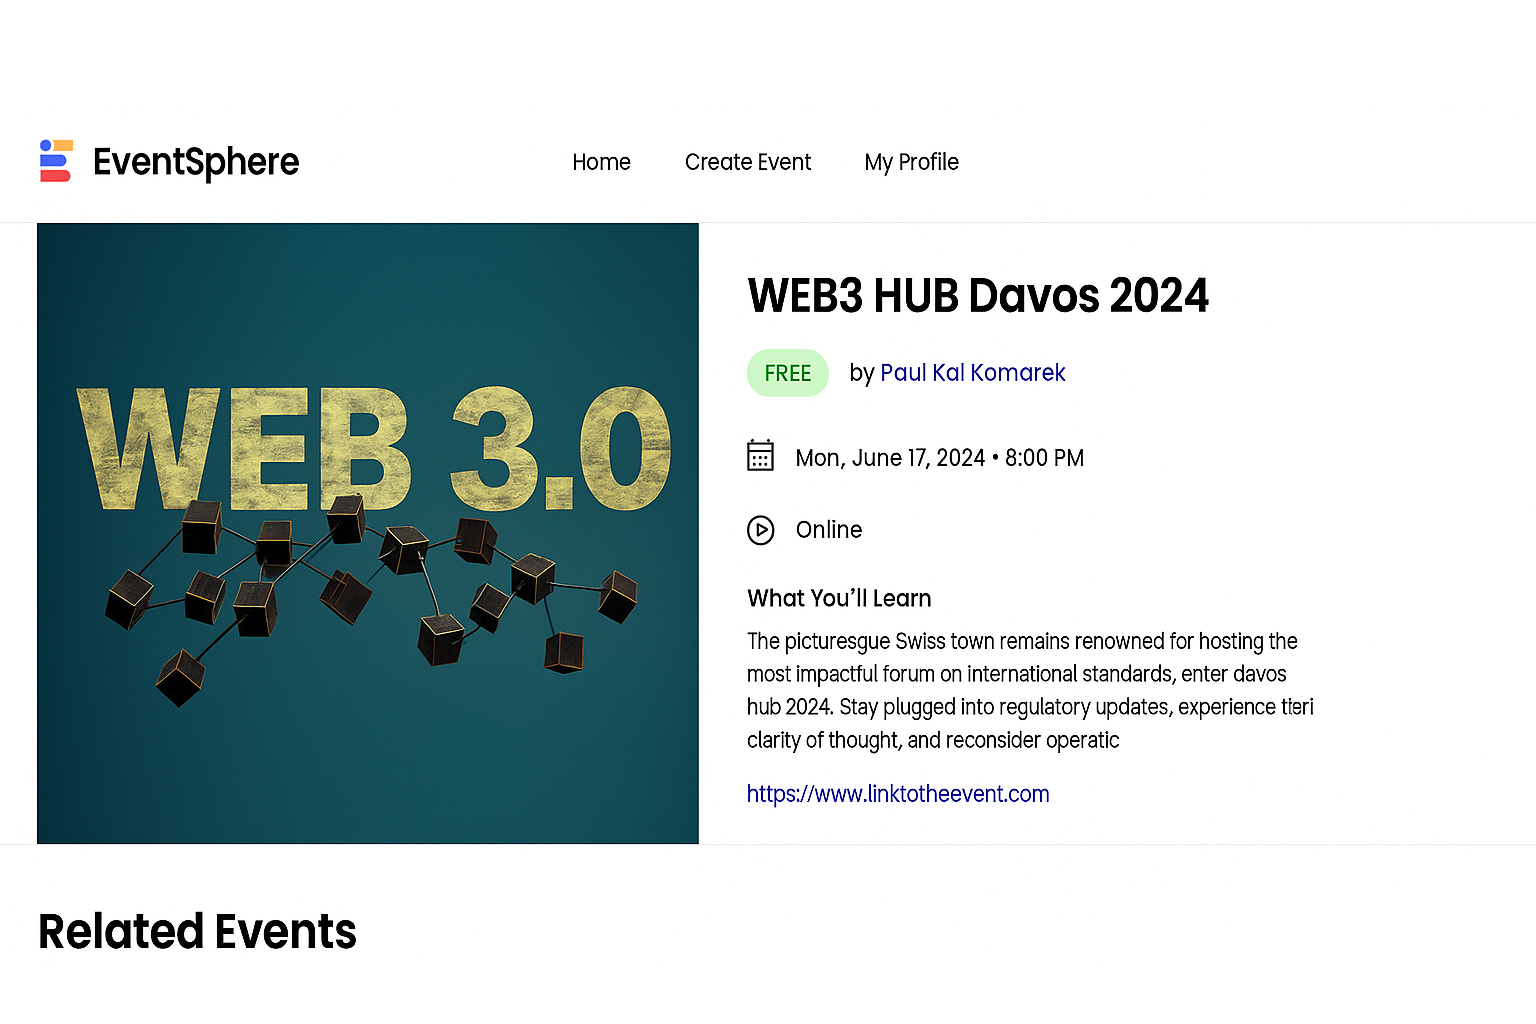 EventSphere
Home Create Event My Profile
WEB 3.0
WEB3 HUB Davos 2024
FREE by Paul Kal Komarek
Mon, June 17, 2024 • 8:00 PM
Online
What You’ll Learn
The picturesgue Swiss town remains renowned for hosting the
most impactful forum on international standards, enter davos
hub 2024. Stay plugged into regulatory updates, experience
clarity of thought, and reconsider operatic
https://www.linktotheevent.com
Related Events